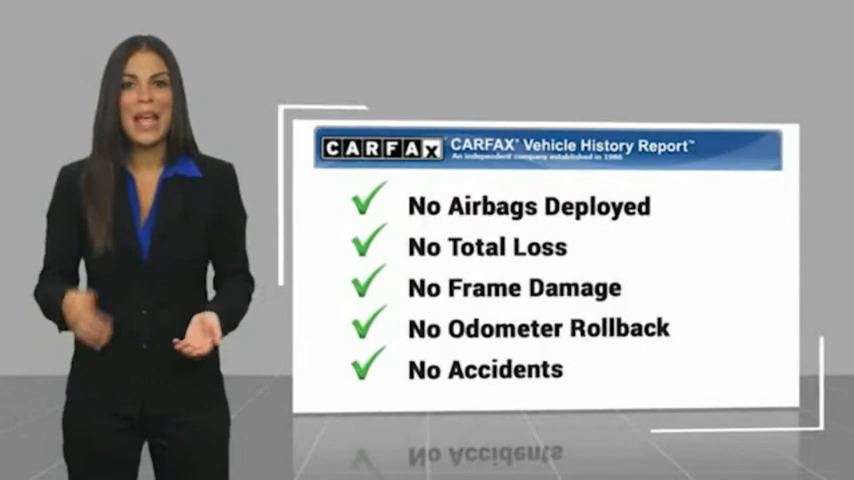 CARFAX CARFAX™ Vehicle History Report™
An independent company established in 1986
No Airbags Deployed
No Total Loss
No Frame Damage
No Odometer Rollback
No Accidents
No Accidents